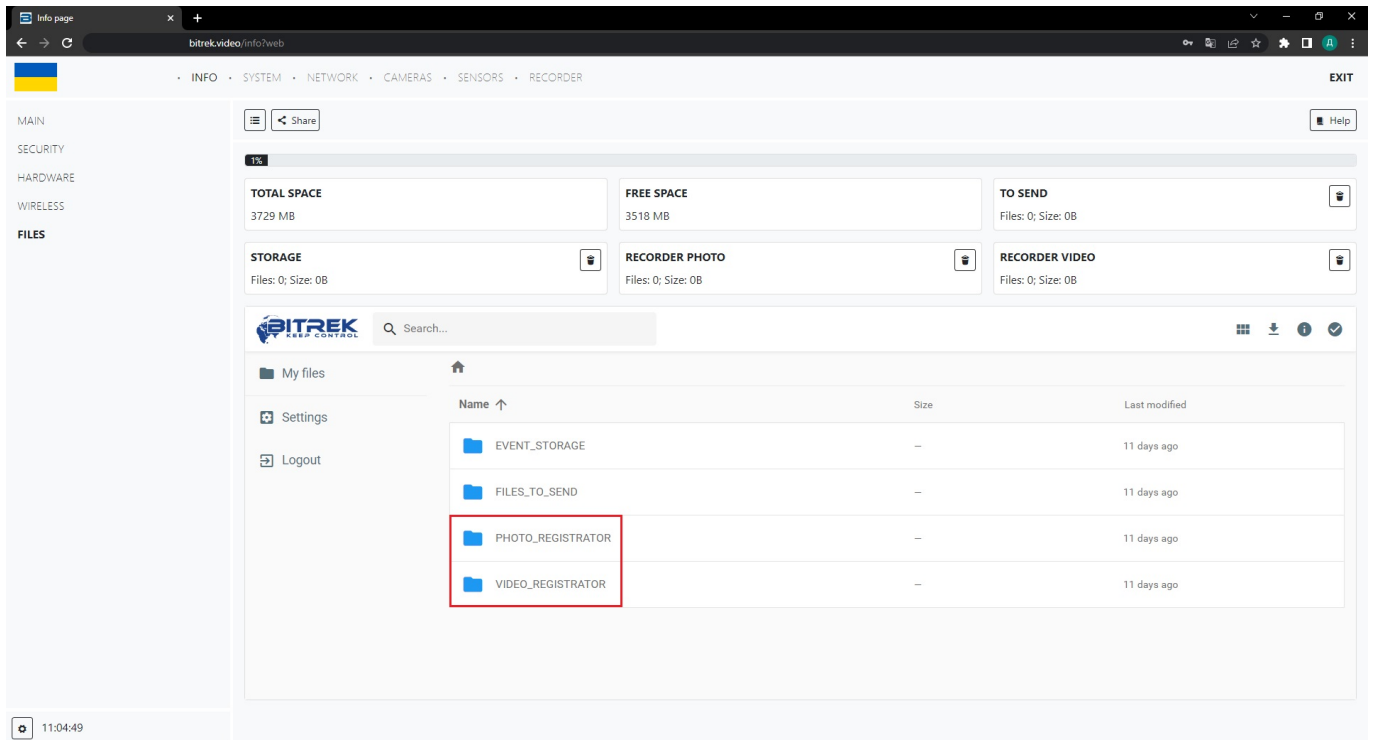 Info page
bitrek.video/info?web
INFO • SYSTEM • NETWORK • CAMERAS • SENSORS • RECORDER
EXIT
MAIN
SECURITY
HARDWARE
WIRELESS
FILES
Share
Help
1%
TOTAL SPACE
3729 MB
FREE SPACE
3518 MB
TO SEND
Files: 0; Size: 0B
STORAGE
Files: 0; Size: 0B
RECORDER PHOTO
Files: 0; Size: 0B
RECORDER VIDEO
Files: 0; Size: 0B
BITREK
KEEP CONTROL
Search...
My files
Settings
Logout
Name Size Last modified
EVENT_STORAGE – 11 days ago
FILES_TO_SEND – 11 days ago
PHOTO_REGISTRATOR – 11 days ago
VIDEO_REGISTRATOR – 11 days ago
11:04:49